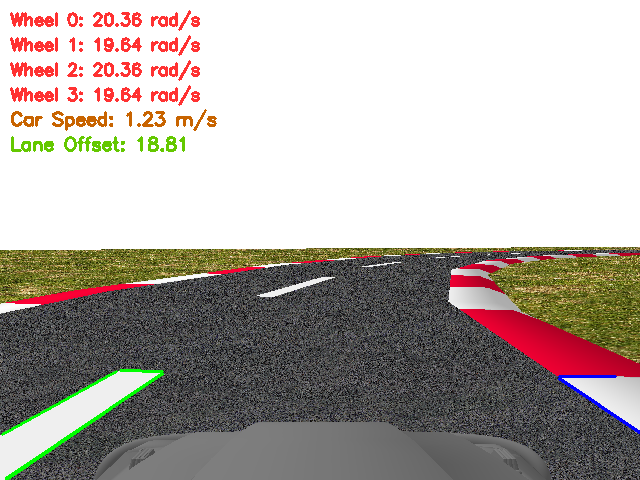 Wheel 0: 20.36 rad/s
Wheel 1: 19.64 rad/s
Wheel 2: 20.36 rad/s
Wheel 3: 19.64 rad/s
Car Speed: 1.23 m/s
Lane Offset: 18.81